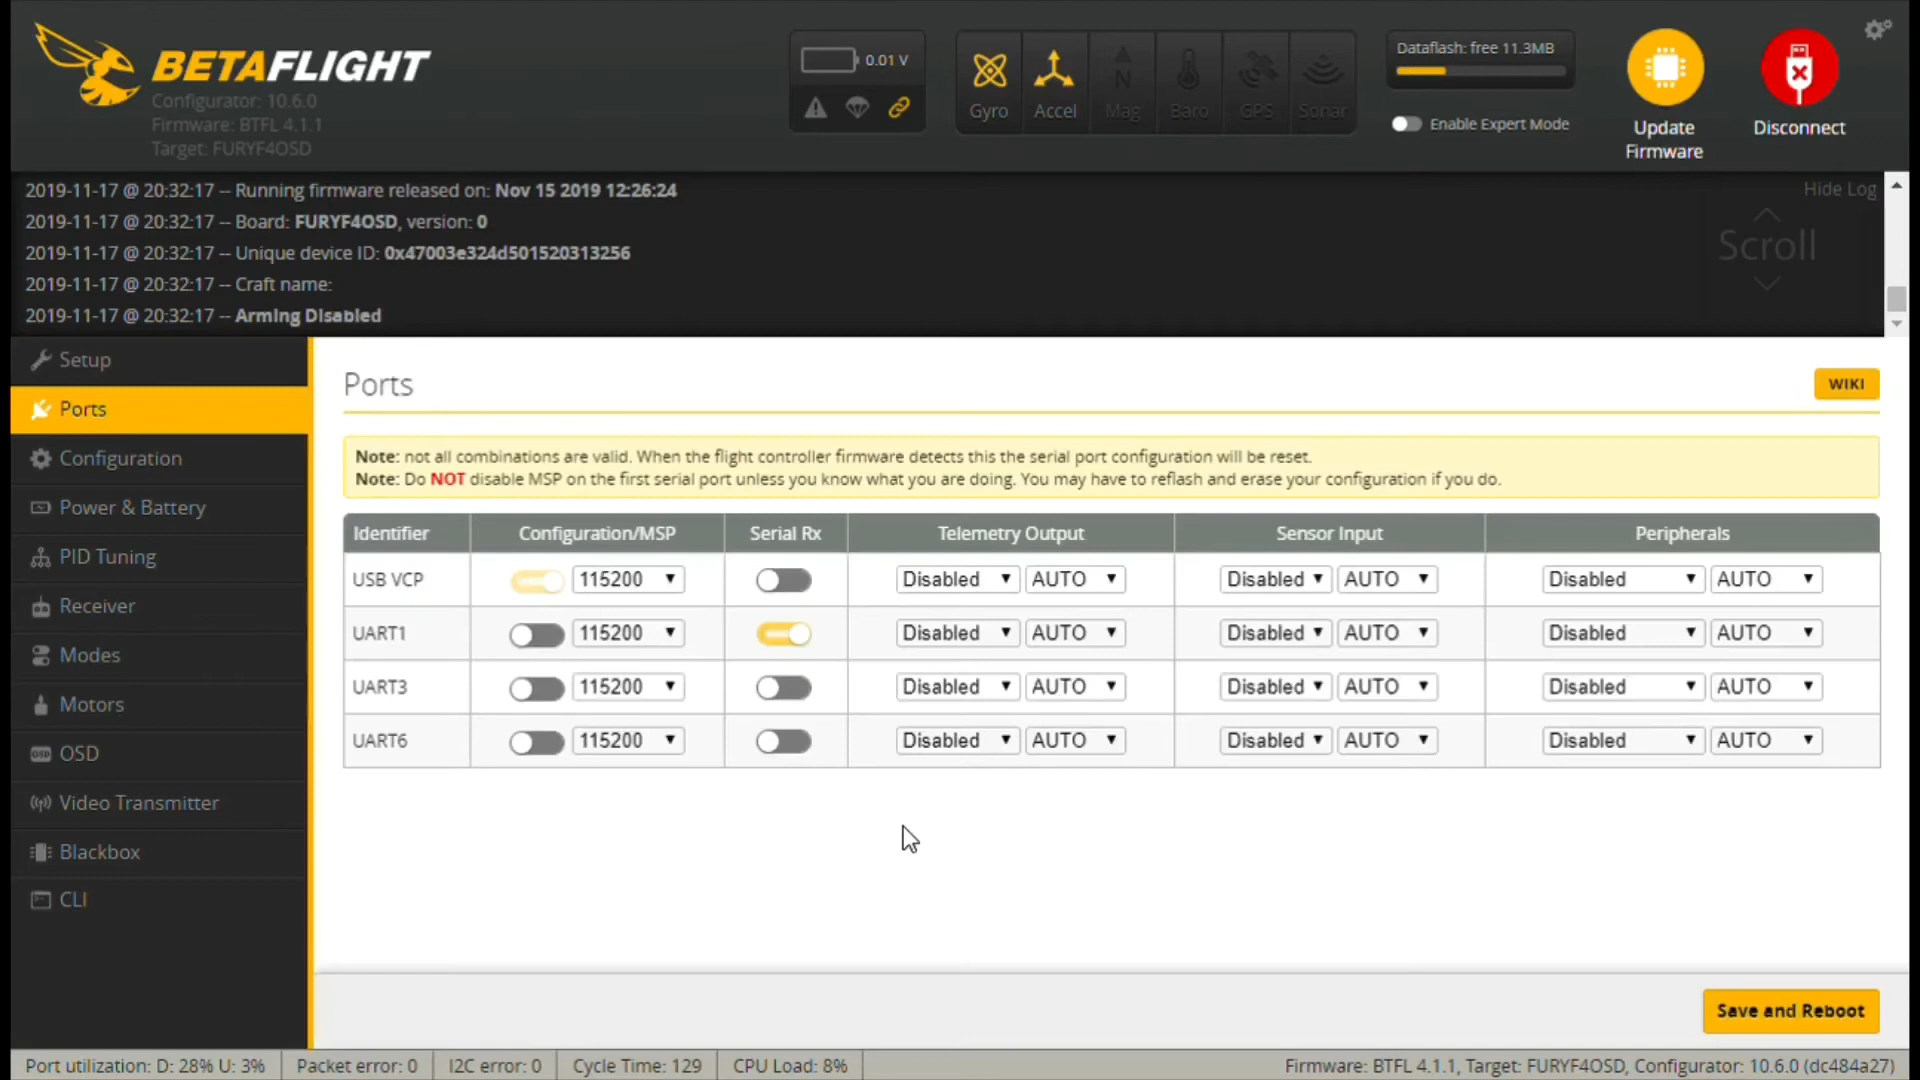 BETAFLIGHT
Configurator: 10.6.0
Firmware: BTFL 4.1.1
Target: FURYF4OSD
0.01 V
Gyro
Accel
Mag
Baro
GPS
Sonar
Dataflash: free 11.3MB
Enable Expert Mode
Update
Firmware
Disconnect
Hide Log
Scroll
2019-11-17 @ 20:32:17 -- Running firmware released on: Nov 15 2019 12:26:24
2019-11-17 @ 20:32:17 -- Board: FURYF4OSD, version: 0
2019-11-17 @ 20:32:17 -- Unique device ID: 0x47003e324d501520313256
2019-11-17 @ 20:32:17 -- Craft name:
2019-11-17 @ 20:32:17 -- Arming Disabled
Setup
Ports
Configuration
Power & Battery
PID Tuning
Receiver
Modes
Motors
OSD
Video Transmitter
Blackbox
CLI
Ports
WIKI
Note: not all combinations are valid. When the flight controller firmware detects this the serial port configuration will be reset.
Note: Do NOT disable MSP on the first serial port unless you know what you are doing. You may have to reflash and erase your configuration if you do.
Identifier Configuration/MSP Serial Rx Telemetry Output Sensor Input Peripherals
USB VCP 115200 Disabled AUTO Disabled AUTO Disabled AUTO
UART1 115200 Disabled AUTO Disabled AUTO Disabled AUTO
UART3 115200 Disabled AUTO Disabled AUTO Disabled AUTO
UART6 115200 Disabled AUTO Disabled AUTO Disabled AUTO
Save and Reboot
Port utilization: D: 28% U: 3% Packet error: 0 I2C error: 0 Cycle Time: 129 CPU Load: 8% Firmware: BTFL 4.1.1, Target: FURYF4OSD, Configurator: 10.6.0 (dc484a27)